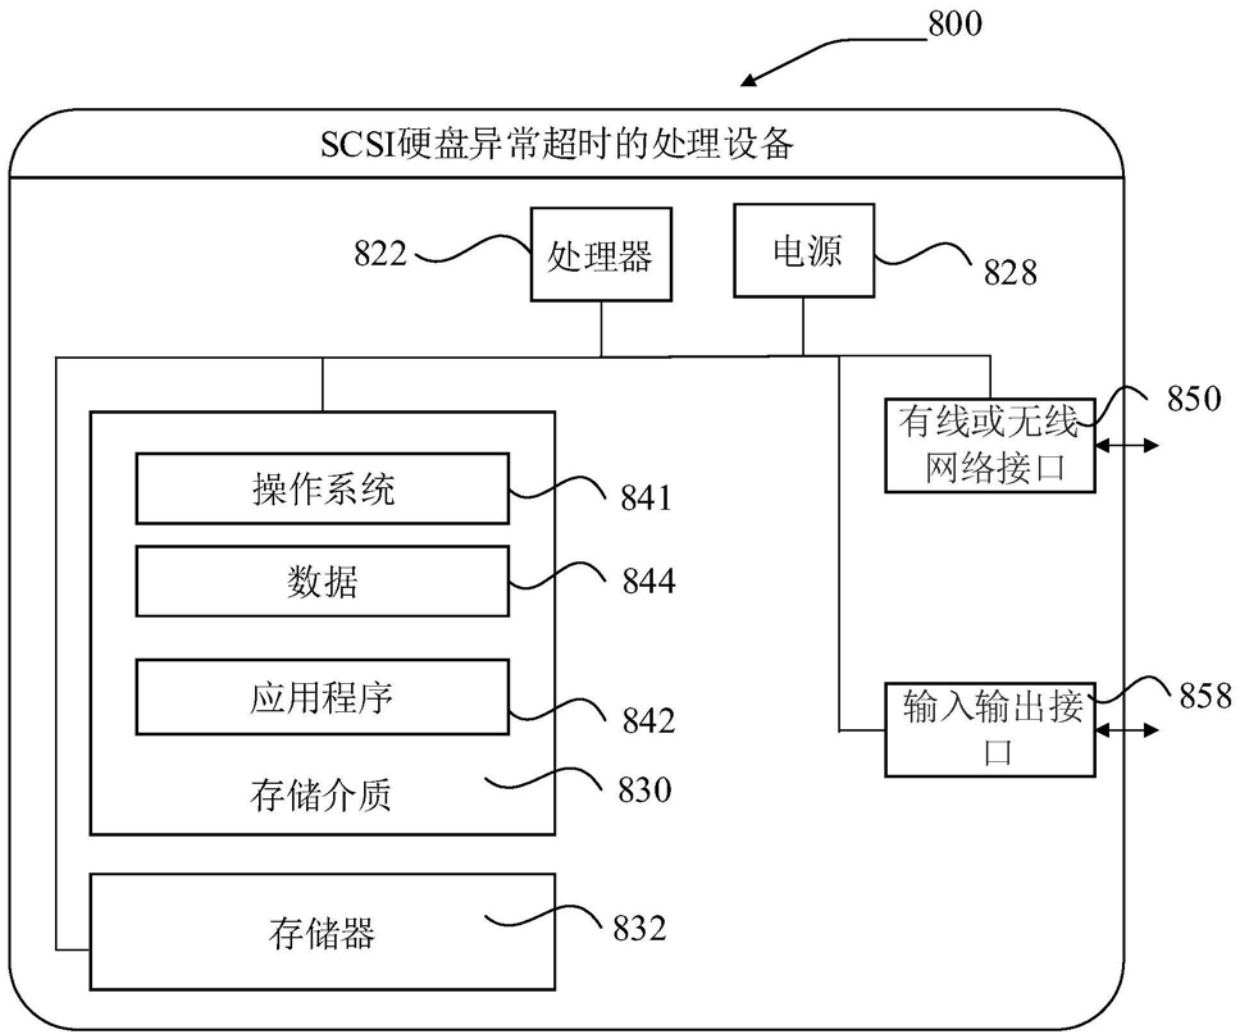 800
SCSI硬盘异常超时的处理设备
822
处理器
电源
828
有线或无线
网络接口
850
操作系统
841
数据
844
应用程序
842
存储介质
830
输入输出接
口
858
存储器
832